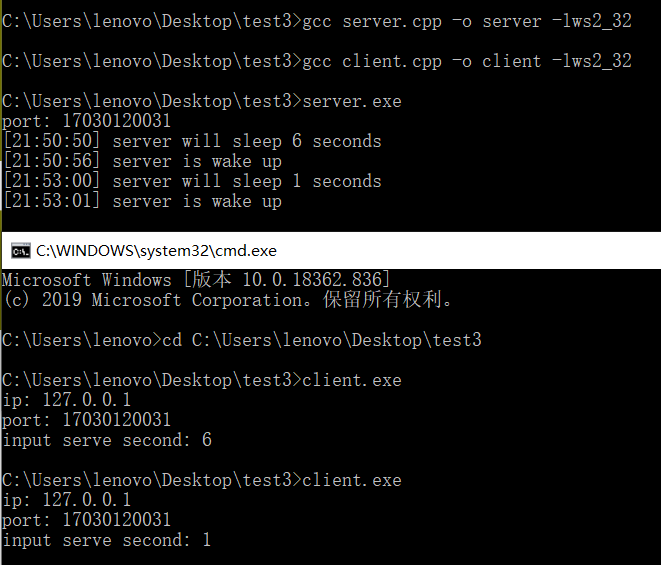 C:\Users\lenovo\Desktop\test3>gcc server.cpp -o server -lws2_32
C:\Users\lenovo\Desktop\test3>gcc client.cpp -o client -lws2_32
C:\Users\lenovo\Desktop\test3>server.exe
port: 17030120031
[21:50:50] server will sleep 6 seconds
[21:50:56] server is wake up
[21:53:00] server will sleep 1 seconds
[21:53:01] server is wake up
C:\WINDOWS\system32\cmd.exe
Microsoft Windows [版本 10.0.18362.836]
(c) 2019 Microsoft Corporation。保留所有权利。
C:\Users\lenovo>cd C:\Users\lenovo\Desktop\test3
C:\Users\lenovo\Desktop\test3>client.exe
ip: 127.0.0.1
port: 17030120031
input serve second: 6
C:\Users\lenovo\Desktop\test3>client.exe
ip: 127.0.0.1
port: 17030120031
input serve second: 1